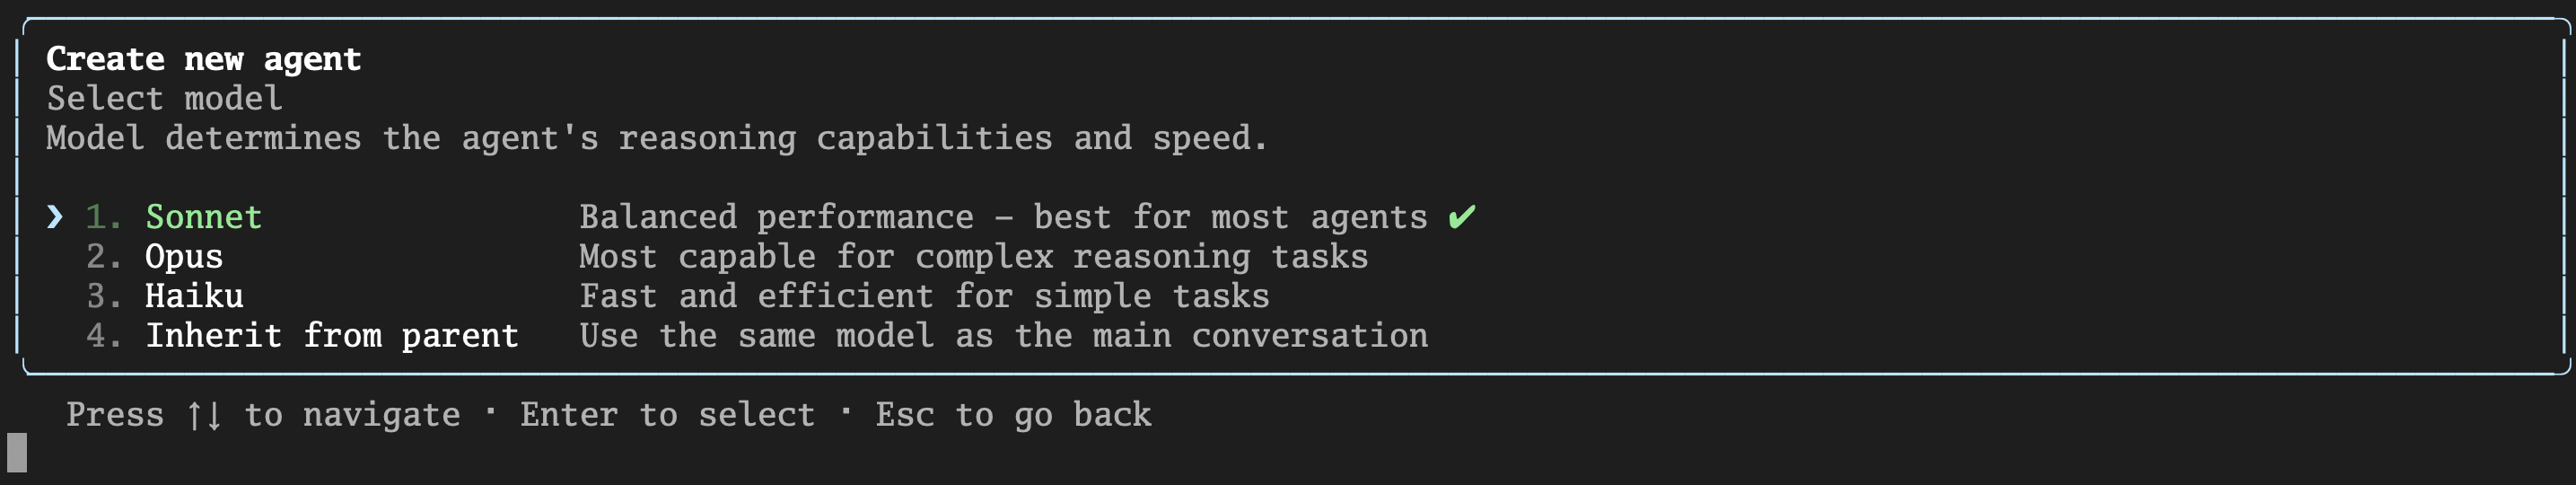 Create new agent
Select model
Model determines the agent's reasoning capabilities and speed.
❯ 1. Sonnet Balanced performance – best for most agents ✔
2. Opus Most capable for complex reasoning tasks
3. Haiku Fast and efficient for simple tasks
4. Inherit from parent Use the same model as the main conversation
Press ↑↓ to navigate · Enter to select · Esc to go back